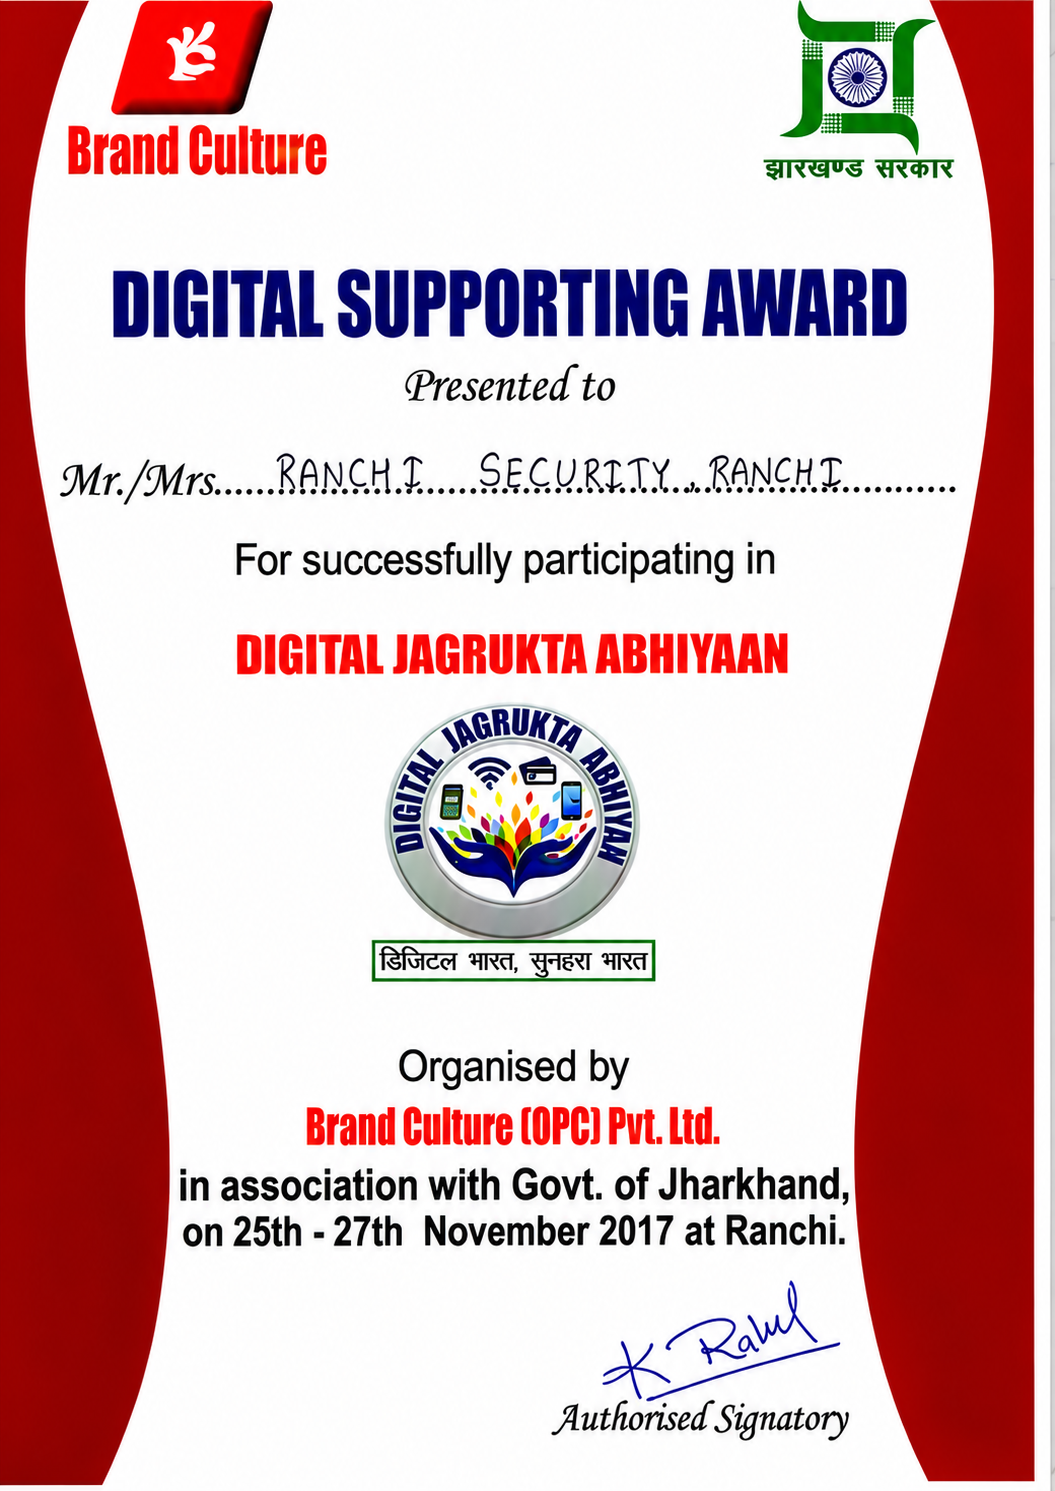 Brand Culture
झारखण्ड सरकार
DIGITAL SUPPORTING AWARD
Presented to
Mr./Mrs......RANCHI SECURITY, RANCHI...........
For successfully participating in
DIGITAL JAGRUKTA ABHIYAAN
DIGITAL JAGRUKTA ABHIYAN
डिजिटल भारत, सुनहरा भारत
Organised by
Brand Culture (OPC) Pvt. Ltd.
in association with Govt. of Jharkhand,
on 25th - 27th November 2017 at Ranchi.
K Rahul
Authorised Signatory